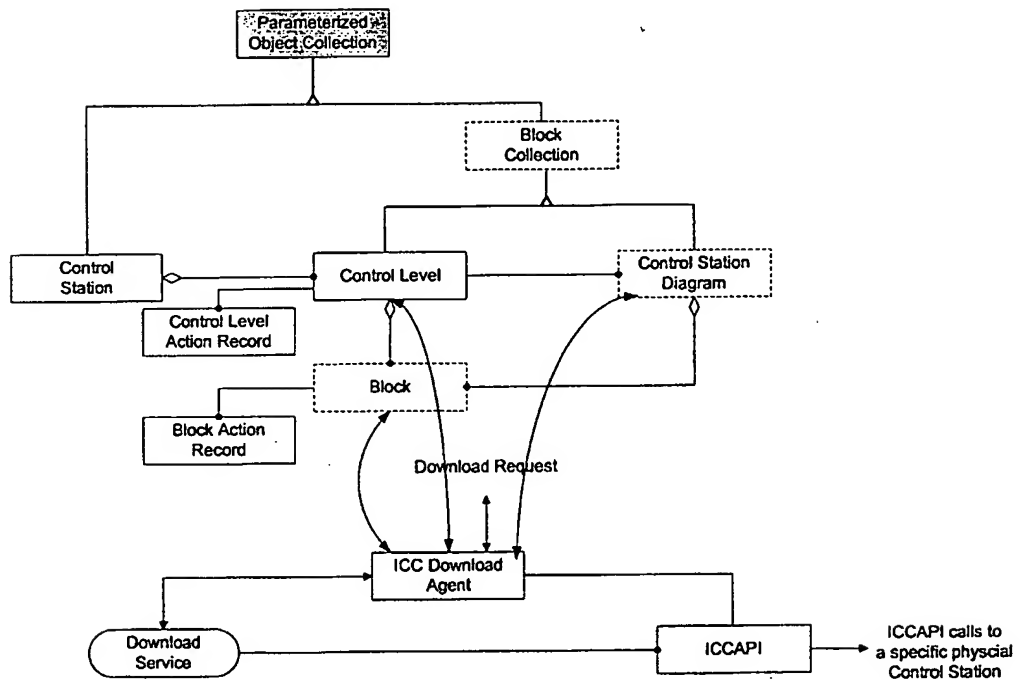 Parameterized
Object Collection
Block
Collection
Control
Station
Control Level
Control Station
Diagram
Control Level
Action Record
Block
Block Action
Record
Download Request
ICC Download
Agent
Download
Service
ICCAPI
ICCAPI calls to
a specific physcial
Control Station